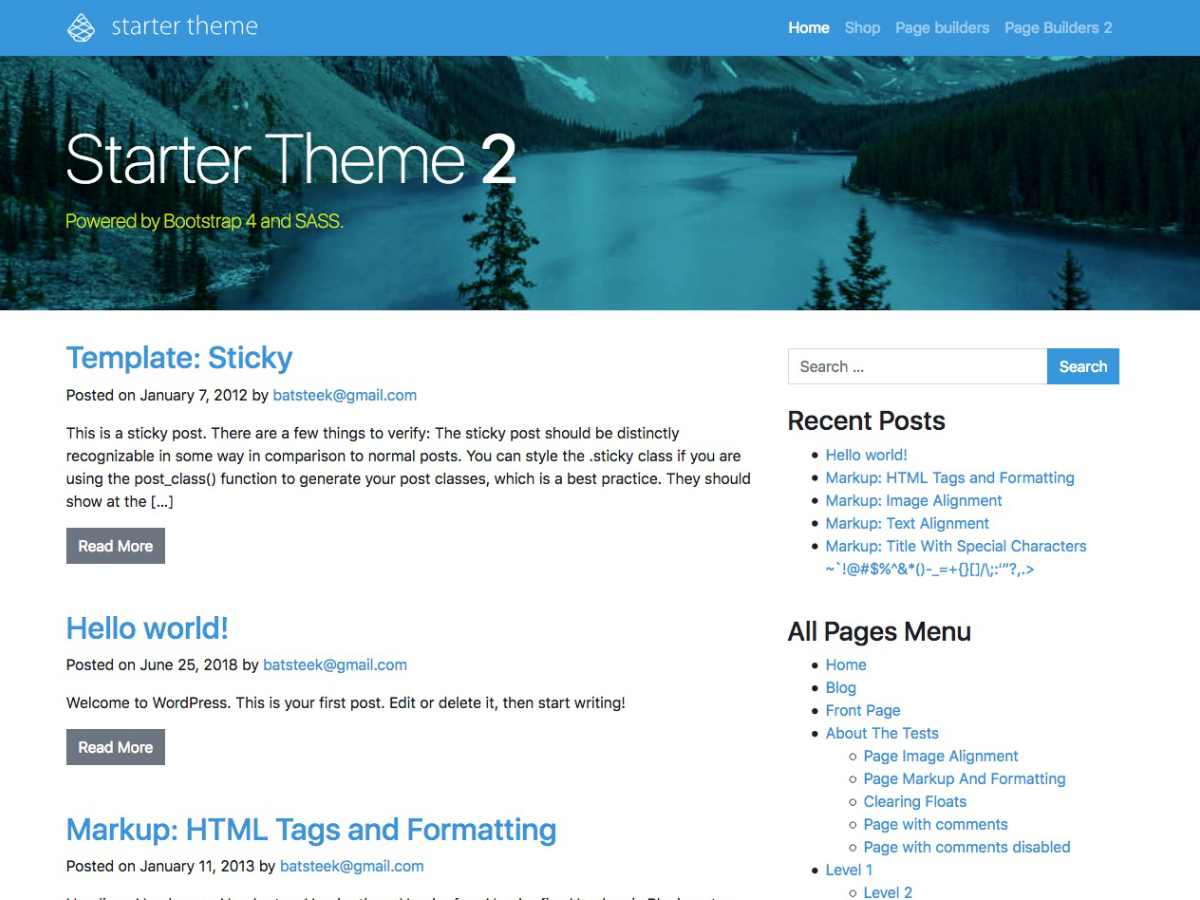 starter theme
Home Shop Page builders Page Builders 2
Starter Theme 2
Powered by Bootstrap 4 and SASS.
Template: Sticky
Posted on January 7, 2012 by batsteek@gmail.com
This is a sticky post. There are a few things to verify: The sticky post should be distinctly
recognizable in some way in comparison to normal posts. You can style the .sticky class if you are
using the post_class() function to generate your post classes, which is a best practice. They should
show at the [...]
Read More
Hello world!
Posted on June 25, 2018 by batsteek@gmail.com
Welcome to WordPress. This is your first post. Edit or delete it, then start writing!
Read More
Markup: HTML Tags and Formatting
Posted on January 11, 2013 by batsteek@gmail.com
Search ...
Search
Recent Posts
Hello world!
Markup: HTML Tags and Formatting
Markup: Image Alignment
Markup: Text Alignment
Markup: Title With Special Characters
~`!@#$%^&*()-_=+{}[]/\;:'"?,.>
All Pages Menu
Home
Blog
Front Page
About The Tests
Page Image Alignment
Page Markup And Formatting
Clearing Floats
Page with comments
Page with comments disabled
Level 1
Level 2